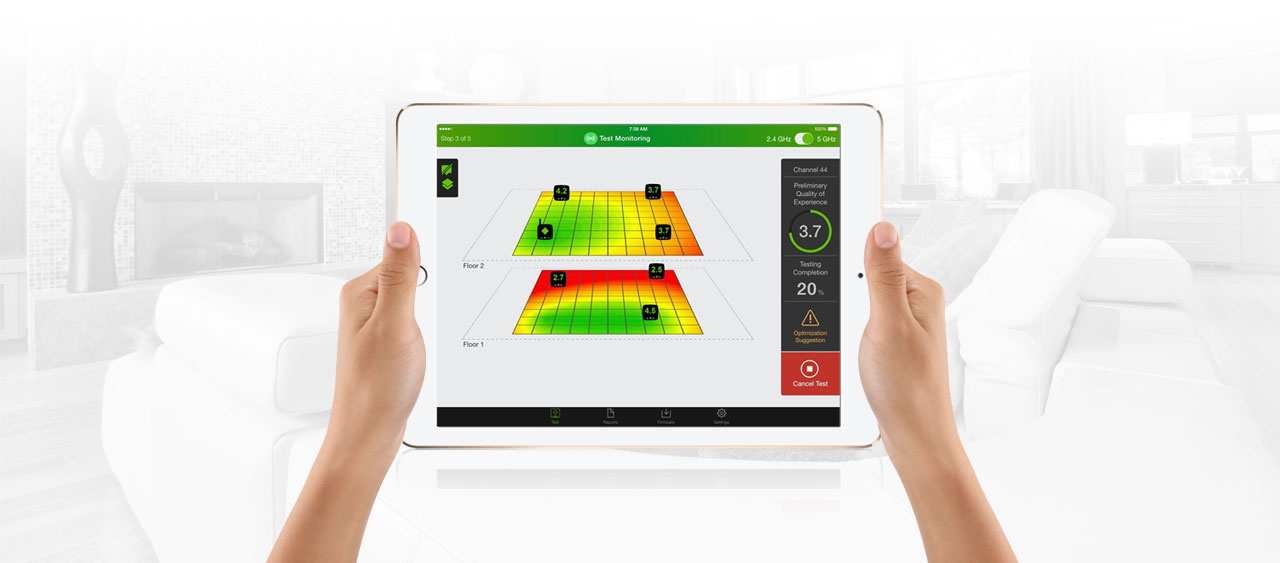 7:38 AM
100%
Step 3 of 5
Test Monitoring
2.4 GHz
5 GHz
Channel 44
Preliminary
Quality of
Experience
3.7
Testing
Completion
20 %
Optimization
Suggestion
Cancel Test
4.2
3.7
3.7
Floor 2
2.7
2.5
4.5
Floor 1
Test
Reports
Firmware
Settings